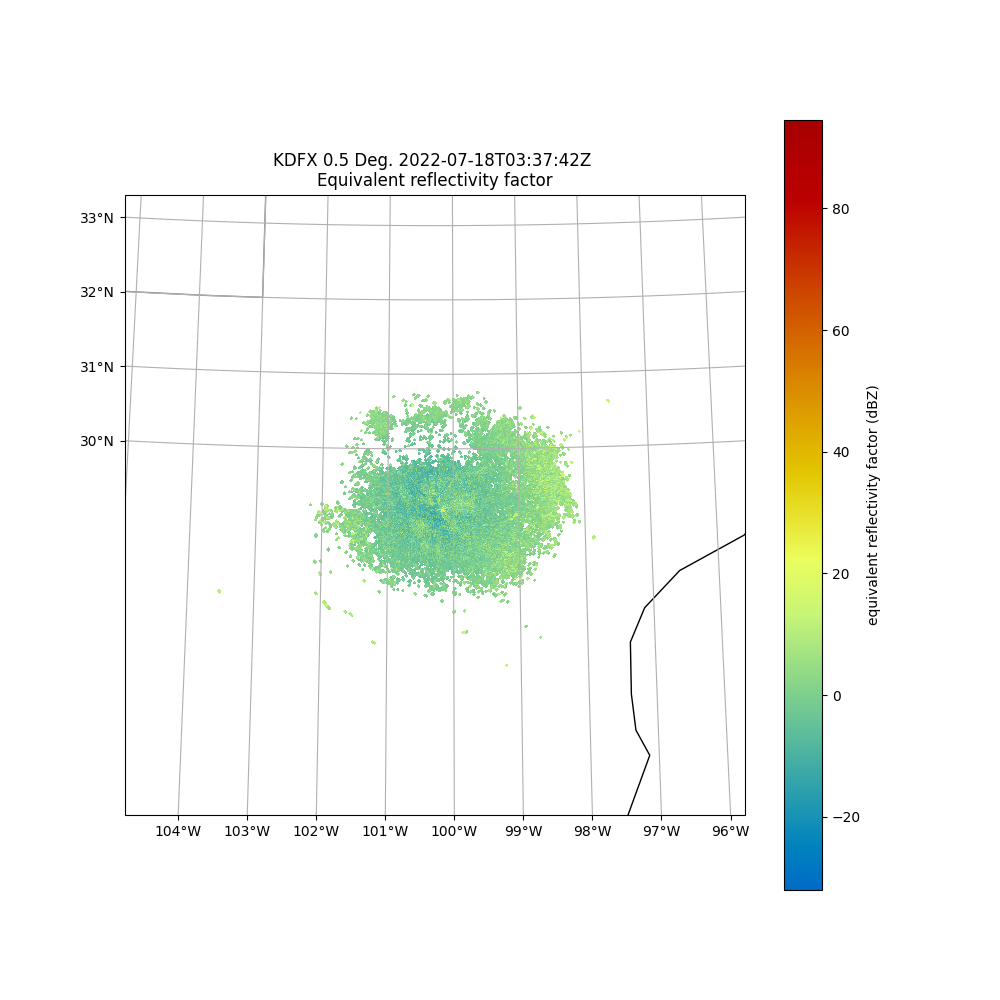 KDFX 0.5 Deg. 2022-07-18T03:37:42Z
Equivalent reflectivity factor
33°N
32°N
31°N
30°N
104°W 103°W 102°W 101°W 100°W 99°W 98°W 97°W 96°W
80
60
40
20
0
−20
equivalent reflectivity factor (dBZ)